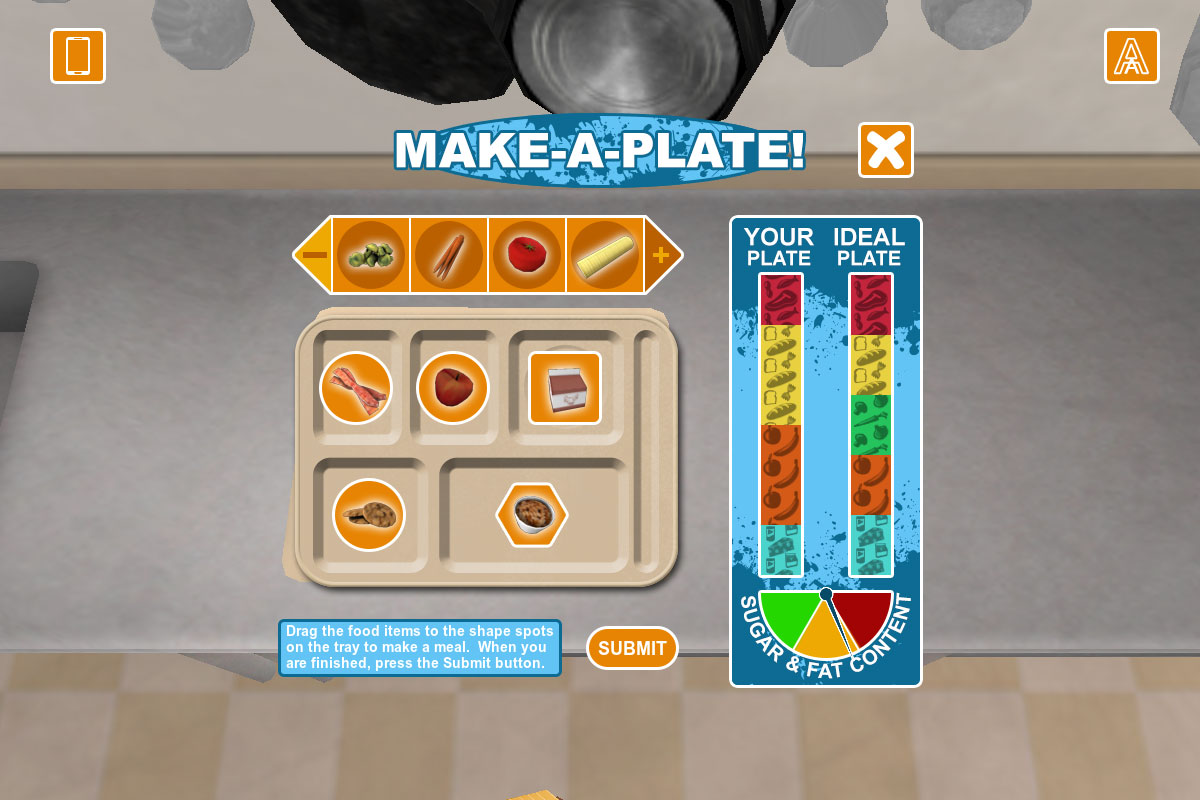 MAKE-A-PLATE!
YOUR PLATE
IDEAL PLATE
SUGAR & FAT CONTENT
Drag the food items to the shape spots
on the tray to make a meal. When you
are finished, press the Submit button.
SUBMIT